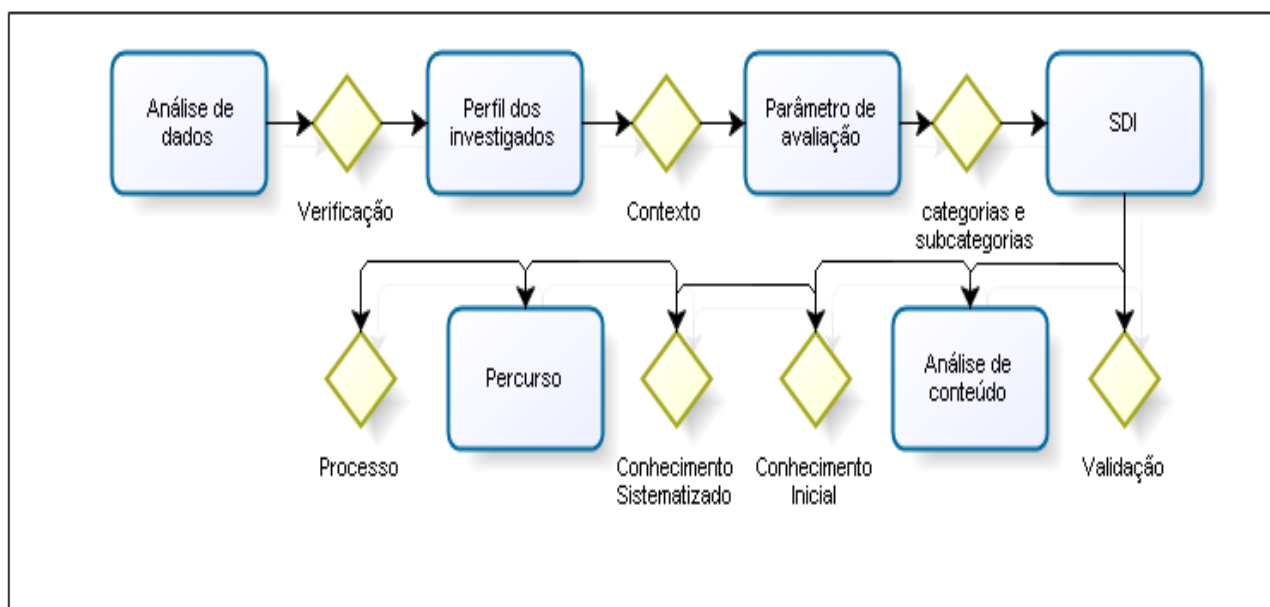 Análise de
dados
Perfil dos
investigados
Parâmetro de
avaliação
SDI
Verificação
Contexto
categorias e
subcategorias
Percurso
Análise de
conteúdo
Processo
Conhecimento
Sistematizado
Conhecimento
Inicial
Validação